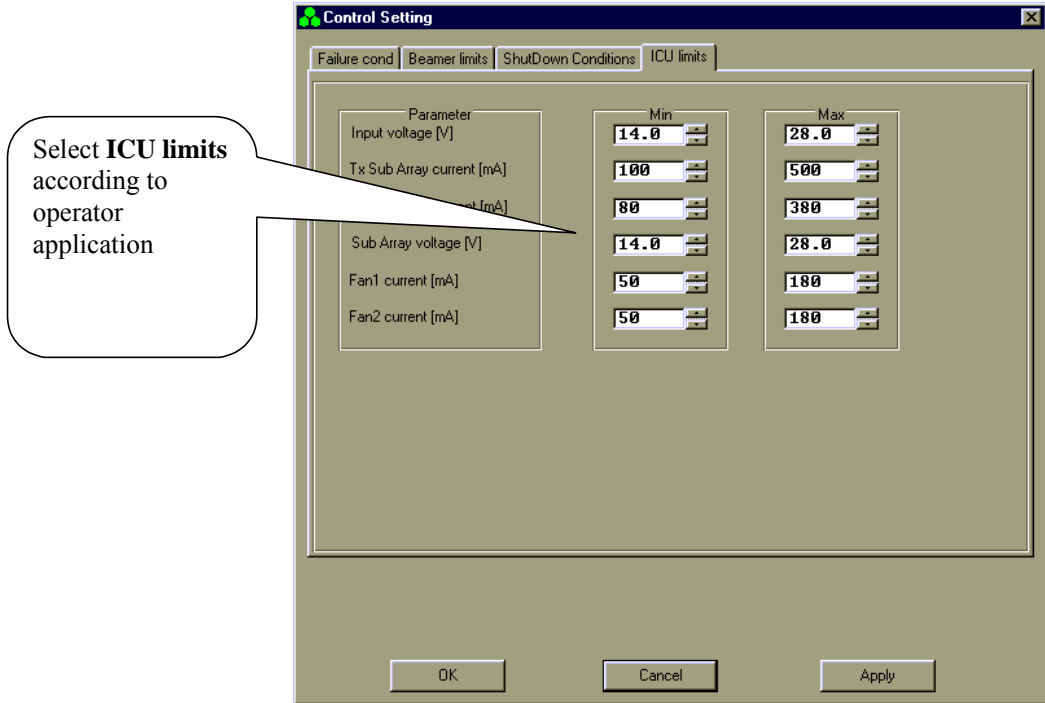 Control Setting
Failure cond Beamer limits ShutDown Conditions ICU limits
Parameter Min Max
Input voltage [V] 14.0 28.0
Tx Sub Array current [mA] 100 500
[mA] 80 380
Sub Array voltage [V] 14.0 28.0
Fan1 current [mA] 50 180
Fan2 current [mA] 50 180
Select ICU limits
according to
operator
application
OK Cancel Apply